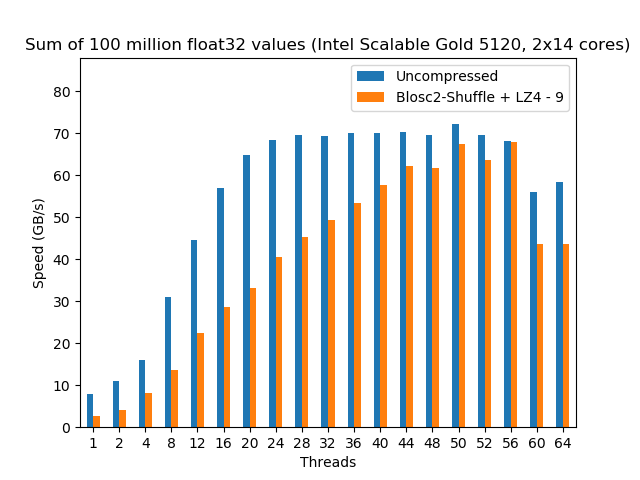 Sum of 100 million float32 values (Intel Scalable Gold 5120, 2x14 cores)
Uncompressed
Blosc2-Shuffle + LZ4 - 9
Speed (GB/s)
80
70
60
50
40
30
20
10
0
1 2 4 8 12 16 20 24 28 32 36 40 44 48 50 52 56 60 64
Threads